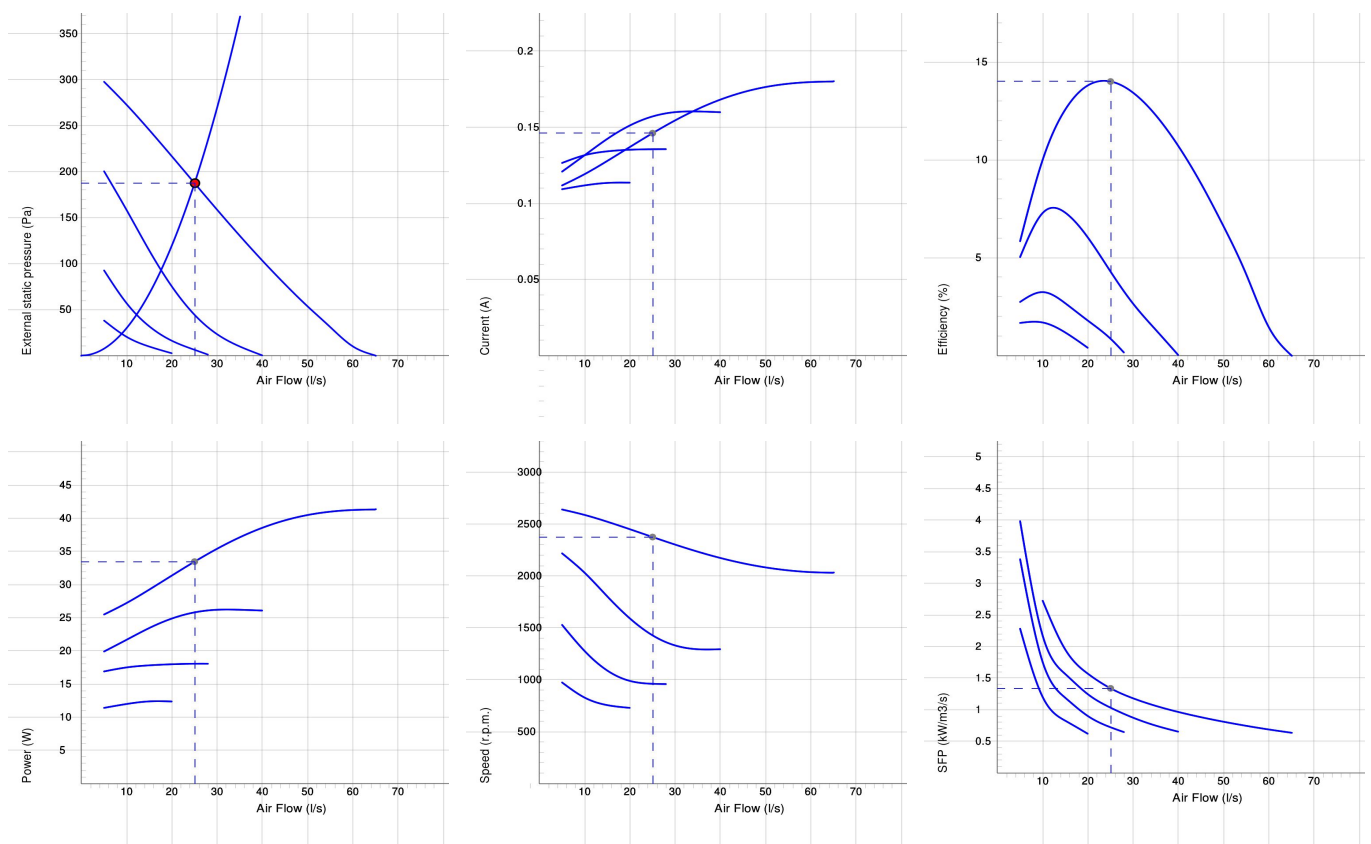 External static pressure (Pa)
350
300
250
200
150
100
50
10 20 30 40 50 60 70
Air Flow (l/s)
Current (A)
0.2
0.15
0.1
0.05
10 20 30 40 50 60 70
Air Flow (l/s)
Efficiency (%)
15
10
5
10 20 30 40 50 60 70
Air Flow (l/s)
Power (W)
45
40
35
30
25
20
15
10
5
10 20 30 40 50 60 70
Air Flow (l/s)
Speed (r.p.m.)
3000
2500
2000
1500
1000
500
10 20 30 40 50 60 70
Air Flow (l/s)
SFP (kW/m3/s)
5
4.5
4
3.5
3
2.5
2
1.5
1
0.5
10 20 30 40 50 60 70
Air Flow (l/s)